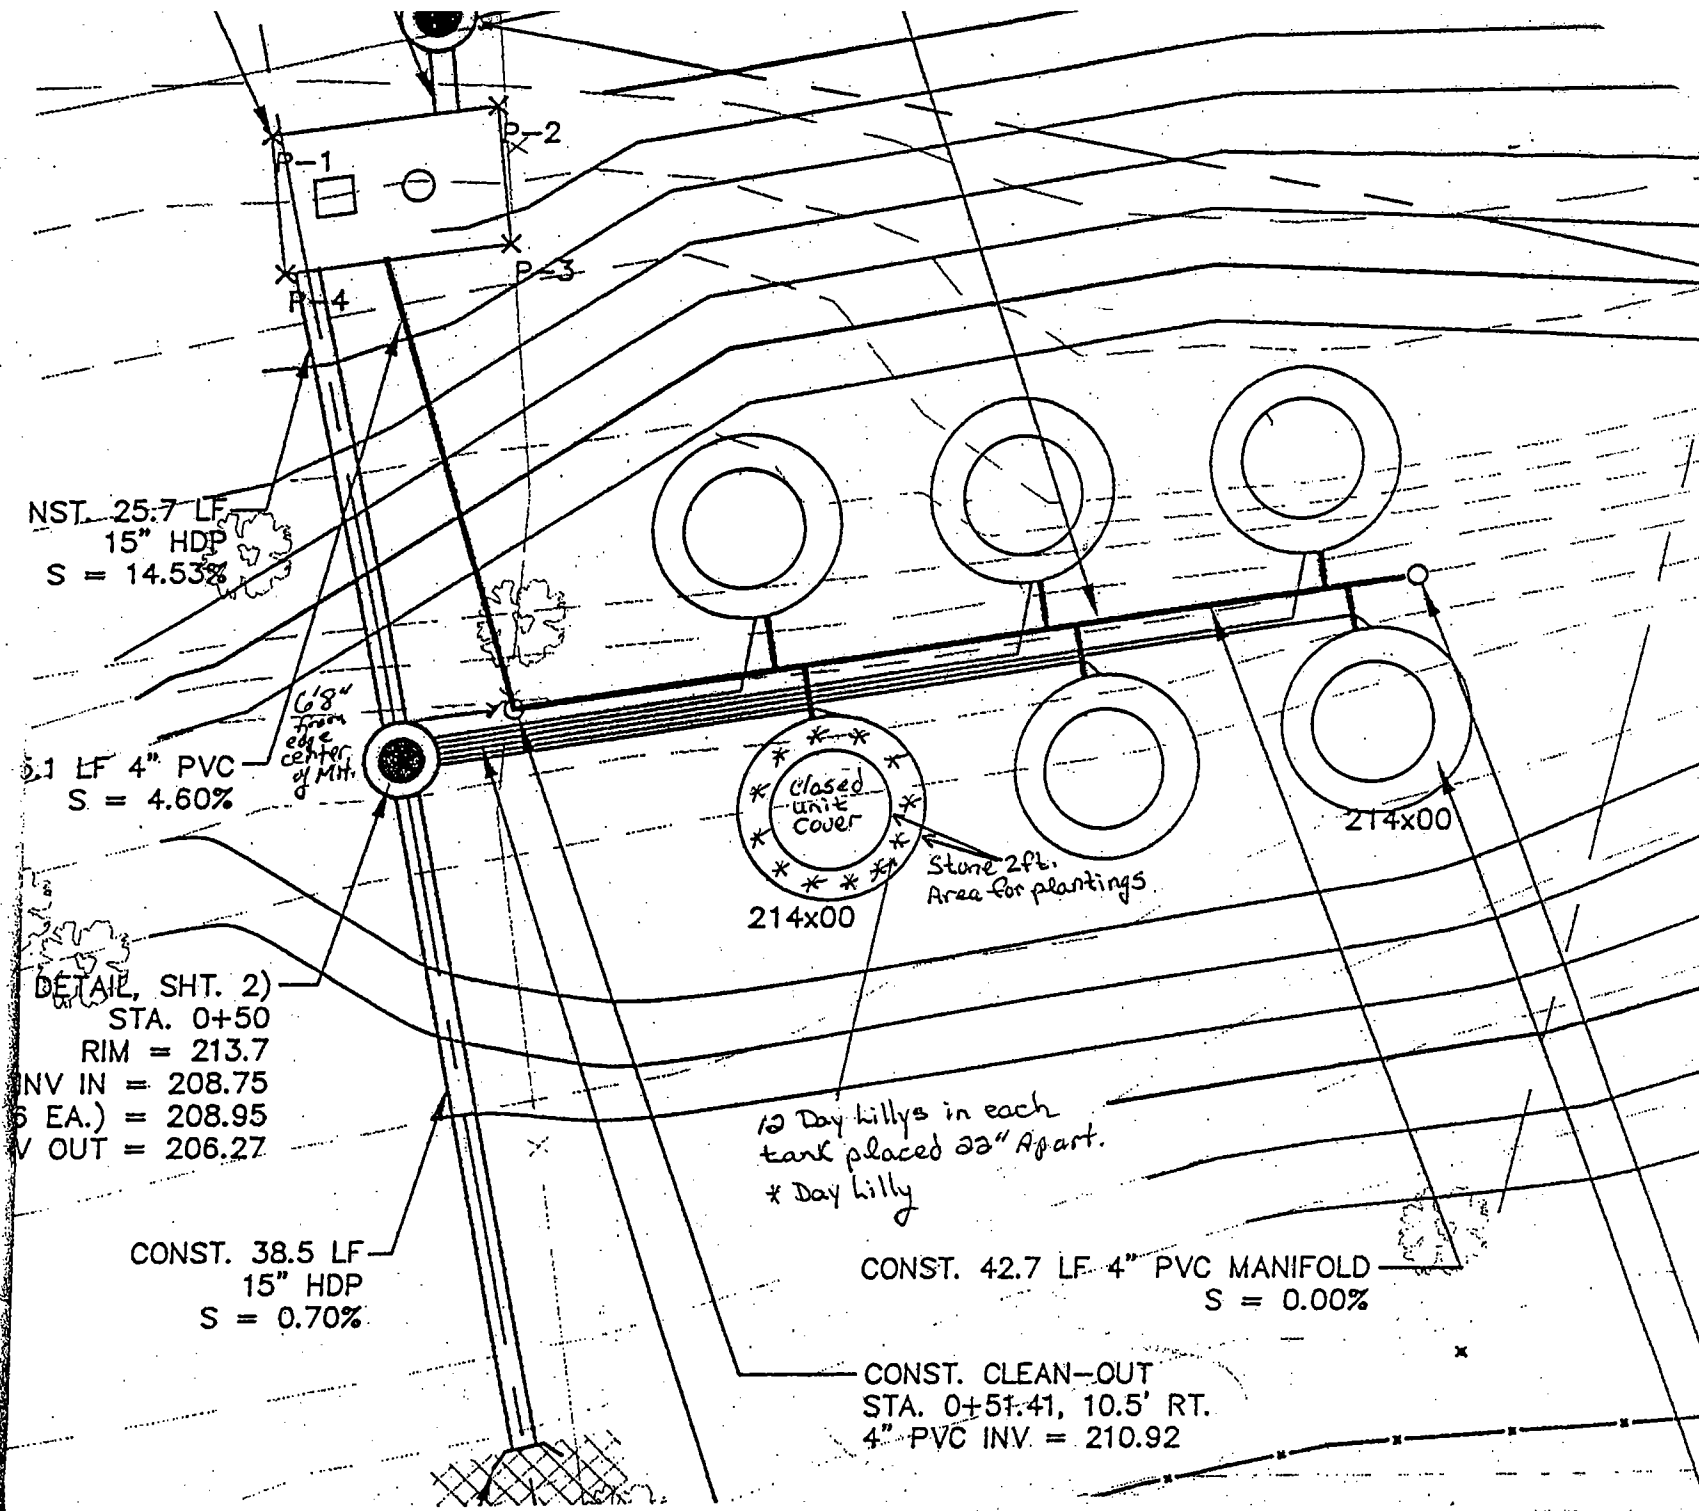 P-1
P-2
P-3
P-4
NST. 25.7 LF
15" HDP
S = 14.53%
6'8"
from
edge
center
of MH.
.1 LF 4" PVC
S = 4.60%
Closed
unit
Cover
Stone 2ft.
Area for plantings
214x00
214x00
DETAIL, SHT. 2)
STA. 0+50
RIM = 213.7
INV IN = 208.75
6 EA.) = 208.95
V OUT = 206.27
12 Day Lillys in each
tank placed 22" Apart.
* Day Lilly
CONST. 38.5 LF
15" HDP
S = 0.70%
CONST. 42.7 LF 4" PVC MANIFOLD
S = 0.00%
CONST. CLEAN-OUT
STA. 0+51.41, 10.5' RT.
4" PVC INV = 210.92